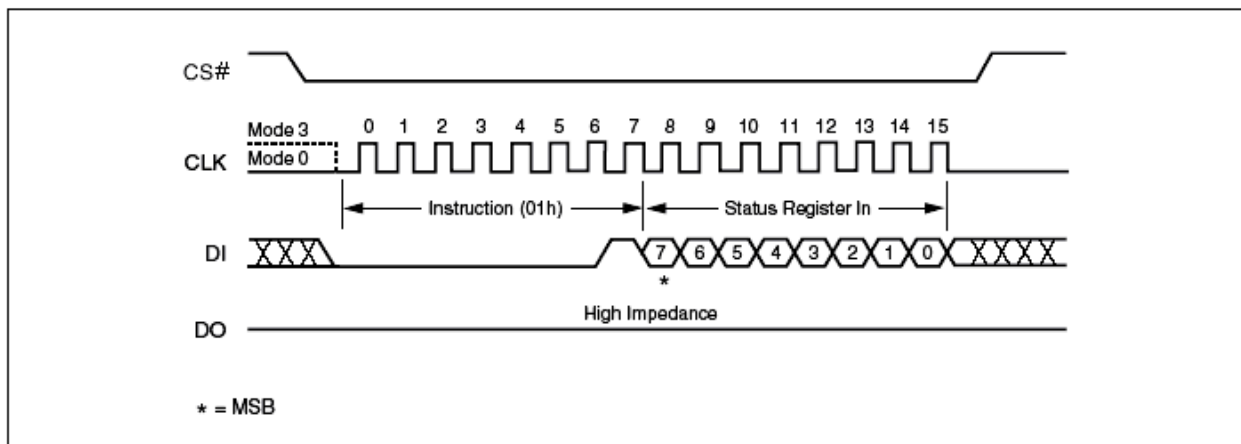 CS#
Mode 3
0 1 2 3 4 5 6 7 8 9 10 11 12 13 14 15
CLK
Mode 0
Instruction (01h)
Status Register In
DI
7 6 5 4 3 2 1 0
*
High Impedance
DO
* = MSB